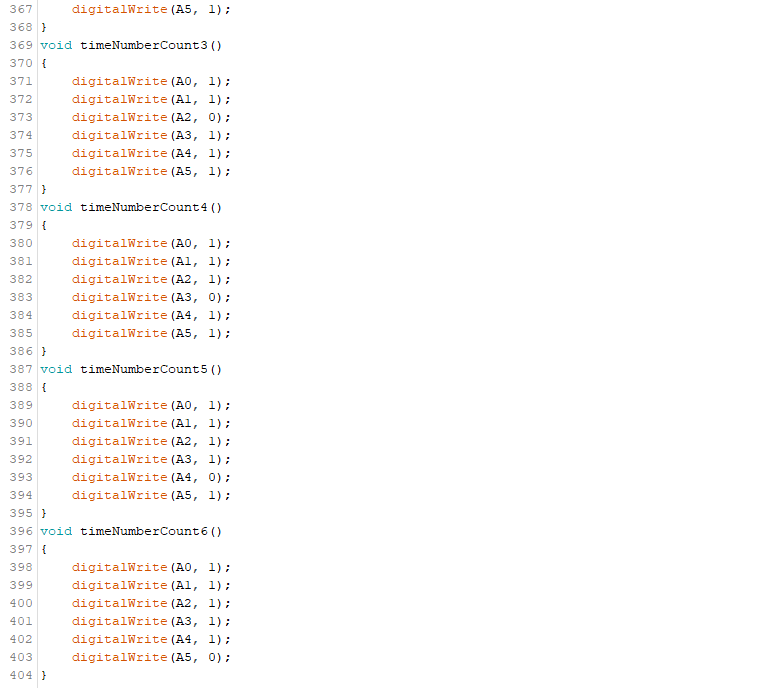 367     digitalWrite(A5, 1);
368 }
369 void timeNumberCount3()
370 {
371     digitalWrite(A0, 1);
372     digitalWrite(A1, 1);
373     digitalWrite(A2, 0);
374     digitalWrite(A3, 1);
375     digitalWrite(A4, 1);
376     digitalWrite(A5, 1);
377 }
378 void timeNumberCount4()
379 {
380     digitalWrite(A0, 1);
381     digitalWrite(A1, 1);
382     digitalWrite(A2, 1);
383     digitalWrite(A3, 0);
384     digitalWrite(A4, 1);
385     digitalWrite(A5, 1);
386 }
387 void timeNumberCount5()
388 {
389     digitalWrite(A0, 1);
390     digitalWrite(A1, 1);
391     digitalWrite(A2, 1);
392     digitalWrite(A3, 1);
393     digitalWrite(A4, 0);
394     digitalWrite(A5, 1);
395 }
396 void timeNumberCount6()
397 {
398     digitalWrite(A0, 1);
399     digitalWrite(A1, 1);
400     digitalWrite(A2, 1);
401     digitalWrite(A3, 1);
402     digitalWrite(A4, 1);
403     digitalWrite(A5, 0);
404 }